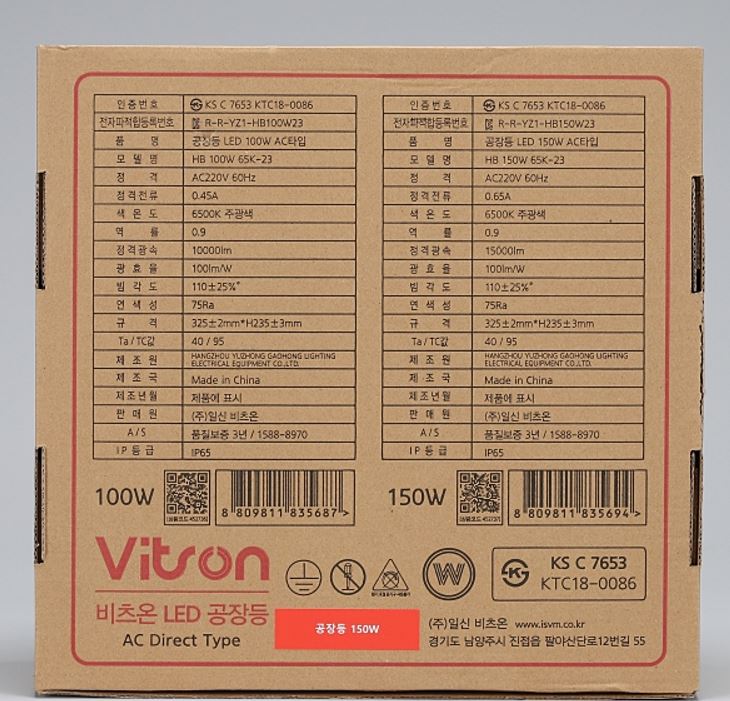 인증번호 KS C 7653 KTC18-0086
전자파적합등록번호 R-R-YZ1-HB100W23
품 명 공장등 LED 100W AC타입
모 델 명 HB 100W 65K-23
정 격 AC220V 60Hz
정격전류 0.45A
색 온 도 6500K 주광색
역 률 0.9
정격광속 10000lm
광 효 율 100lm/W
빔 각 도 110±25%°
연 색 성 75Ra
규 격 325±2mm*H235±3mm
Ta / TC값 40 / 95
제 조 원 HANGZHOU YUZHONG GAOHONG LIGHTING
ELECTRICAL EQUIPMENT CO.,LTD.
제 조 국 Made in China
제조년월 제품에 표시
판 매 원 (주)일신 비츠온
A/S 품질보증 3년 / 1588-8970
IP 등급 IP65
인증번호 KS C 7653 KTC18-0086
전자파적합등록번호 R-R-YZ1-HB150W23
품 명 공장등 LED 150W AC타입
모 델 명 HB 150W 65K-23
정 격 AC220V 60Hz
정격전류 0.65A
색 온 도 6500K 주광색
역 률 0.9
정격광속 15000lm
광 효 율 100lm/W
빔 각 도 110±25%°
연 색 성 75Ra
규 격 325±2mm*H235±3mm
Ta / TC값 40 / 95
제 조 원 HANGZHOU YUZHONG GAOHONG LIGHTING
ELECTRICAL EQUIPMENT CO.,LTD.
제 조 국 Made in China
제조년월 제품에 표시
판 매 원 (주)일신 비츠온
A/S 품질보증 3년 / 1588-8970
IP 등급 IP65
100W
8 809811 835687 >
150W
8 809811 835694 >
Vitson
비츠온 LED 공장등
AC Direct Type
W
KS C 7653
KTC18-0086
공장등 150W
(주)일신 비츠온 www.isvm.co.kr
경기도 남양주시 진접읍 팔야산단로12번길 55